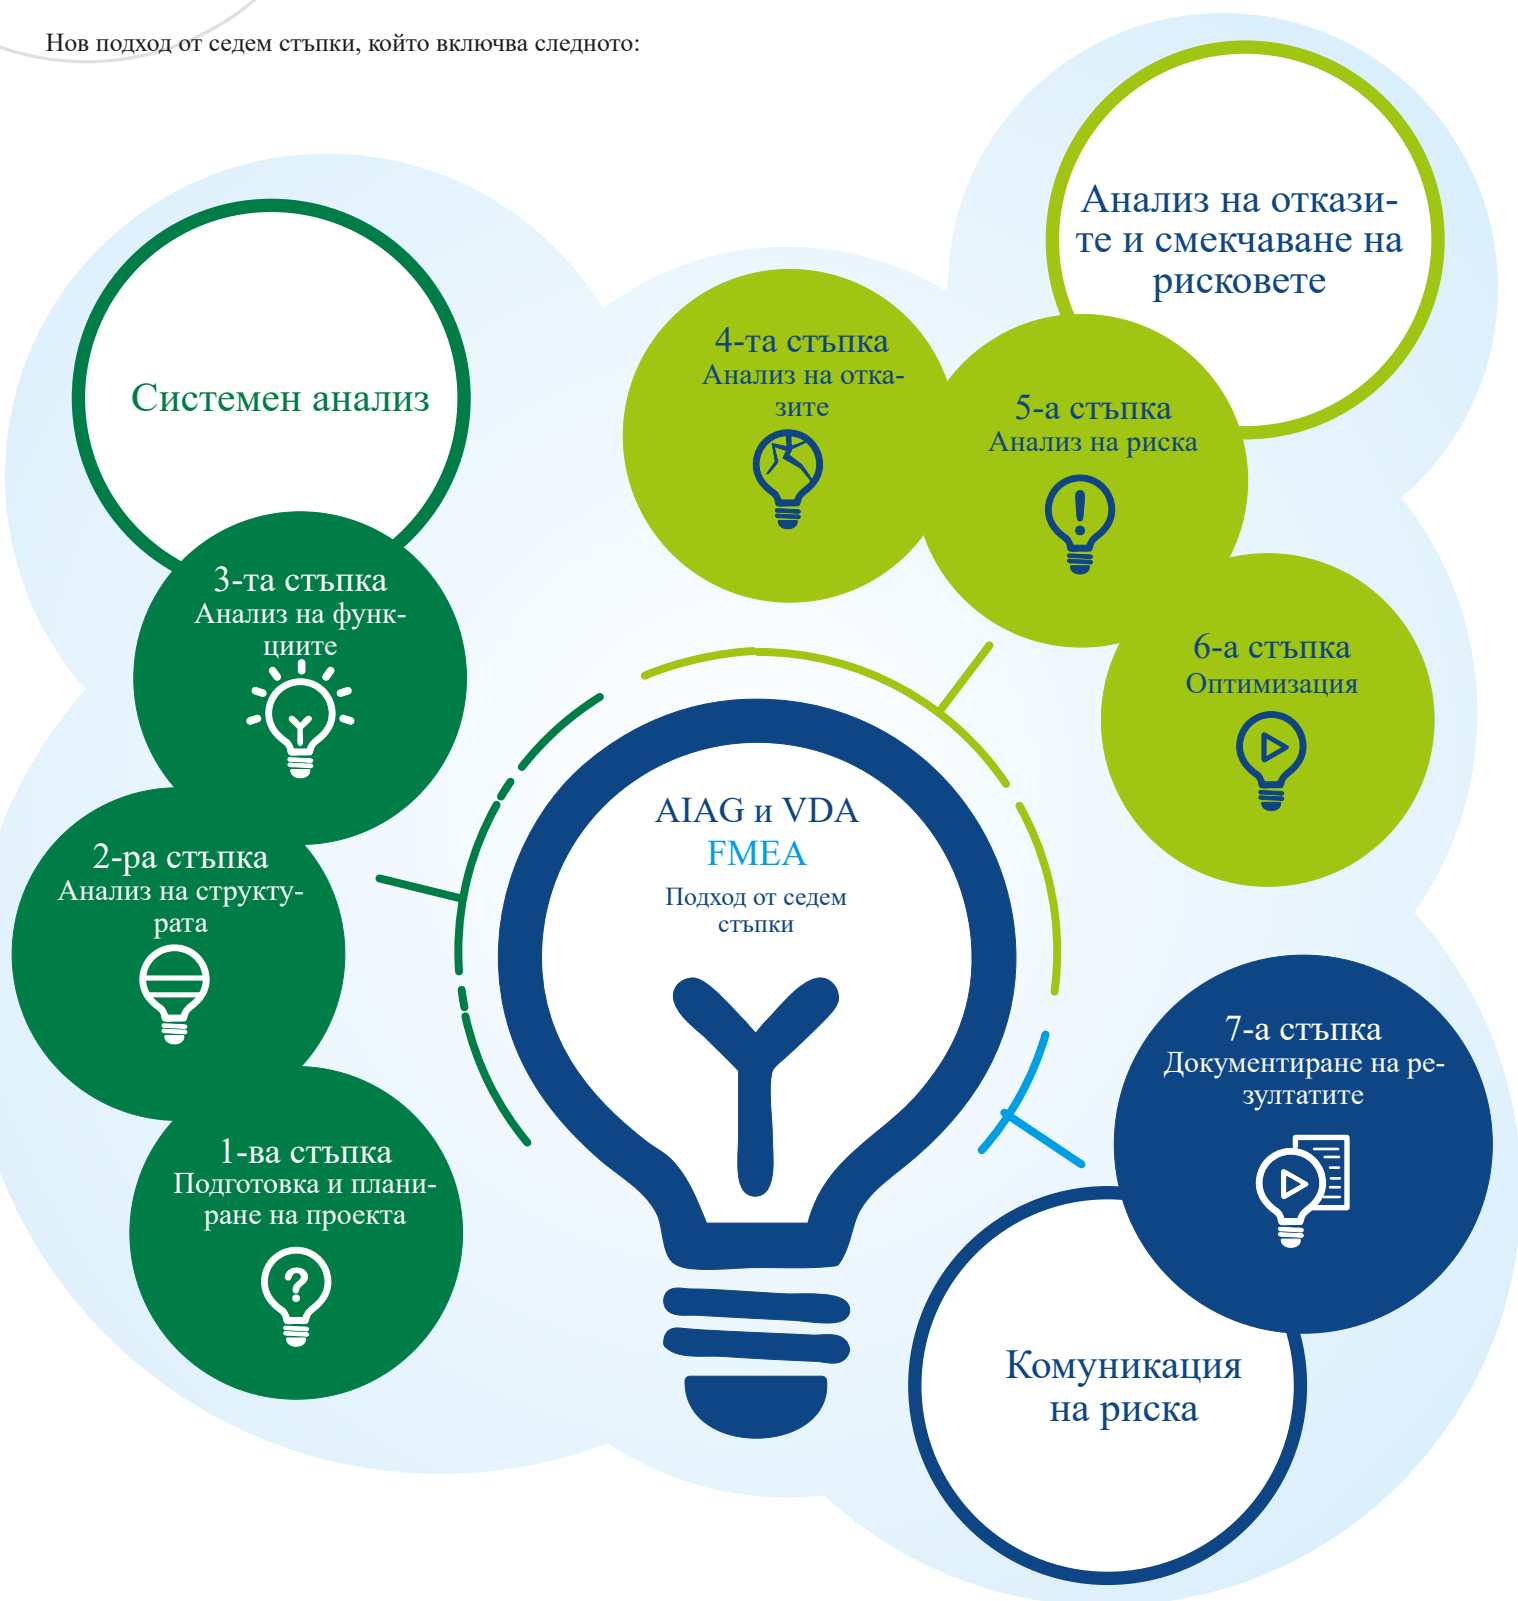 Нов подход от седем стъпки, който включва следното:
Системен анализ
3-та стъпка
Анализ на функ-
циите
2-ра стъпка
Анализ на структу-
рата
1-ва стъпка
Подготовка и плани-
ране на проекта
Анализ на откази-
те и смекчаване на
рисковете
4-та стъпка
Анализ на отка-
зите
5-а стъпка
Анализ на риска
6-а стъпка
Оптимизация
AIAG и VDA
FMEA
Подход от седем
стъпки
7-а стъпка
Документиране на ре-
зултатите
Комуникация
на риска